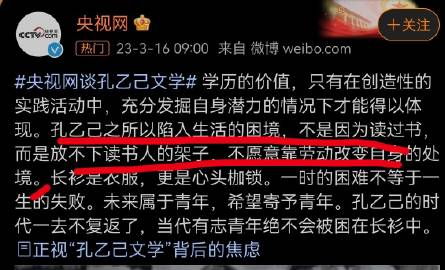 CCTV.com
央视网
+关注
热门 23-3-16 09:00 来自 微博 weibo.com
#央视网谈孔乙己文学# 学历的价值，只有在创造性的
实践活动中，充分发掘自身潜力的情况下才能得以体
现。孔乙己之所以陷入生活的困境，不是因为读过书，
而是放不下读书人的架子，不愿意靠劳动改变自身的处
境。长衫是衣服，更是心头枷锁。一时的困难不等于一
生的失败。未来属于青年，希望寄予青年。孔乙己的时
代一去不复返了，当代有志青年绝不会被困在长衫中。
正视“孔乙己文学”背后的焦虑